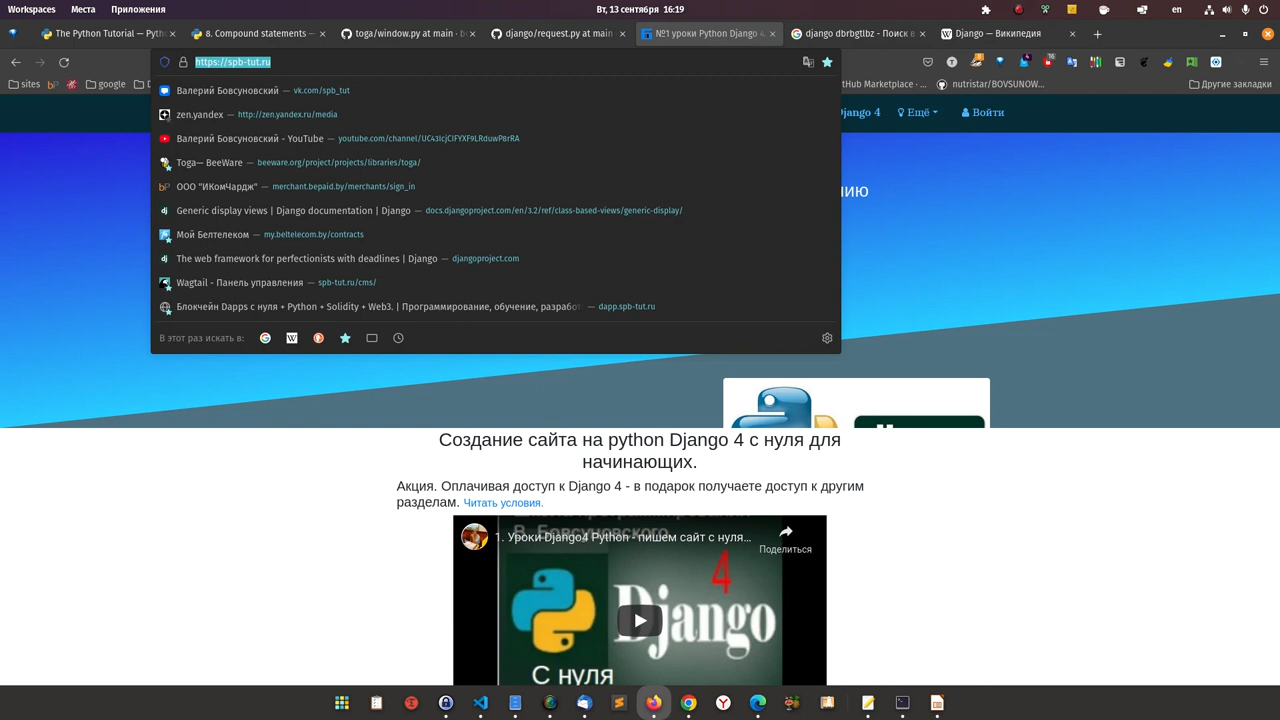 Workspaces Места Приложения Вт, 13 сентября 16:19 en
The Python Tutorial — Pyth 8. Compound statements — toga/window.py at main · b django/request.py at main №1 уроки Python Django 4. django dbrbgtlbz - Поиск в Django — Википедия
https://spb-tut.ru
sites google Hub Marketplace · ... nutristar/BOVSUNOW... Другие закладки
Валерий Бовсуновский — vk.com/spb_tut
zen.yandex — http://zen.yandex.ru/media
Валерий Бовсуновский - YouTube — youtube.com/channel/UC43IcjCIFYXF9LRduwP8rRA
Toga— BeeWare — beeware.org/project/projects/libraries/toga/
ООО "ИКомЧардж" — merchant.bepaid.by/merchants/sign_in
Generic display views | Django documentation | Django — docs.djangoproject.com/en/3.2/ref/class-based-views/generic-display/
Мой Белтелеком — my.beltelecom.by/contracts
The web framework for perfectionists with deadlines | Django — djangoproject.com
Wagtail - Панель управления — spb-tut.ru/cms/
Блокчейн Dapps с нуля + Python + Solidity + Web3. | Программирование, обучение, разработ — dapp.spb-tut.ru
В этот раз искать в:
Django 4 Ещё Войти
нию
Создание сайта на python Django 4 с нуля для
начинающих.
Акция. Оплачивая доступ к Django 4 - в подарок получаете доступ к другим
разделам. Читать условия.
В. Бовсуновского
1. Уроки Django4 Python - пишем сайт с нуля...
Поделиться
4
Django
С нуля